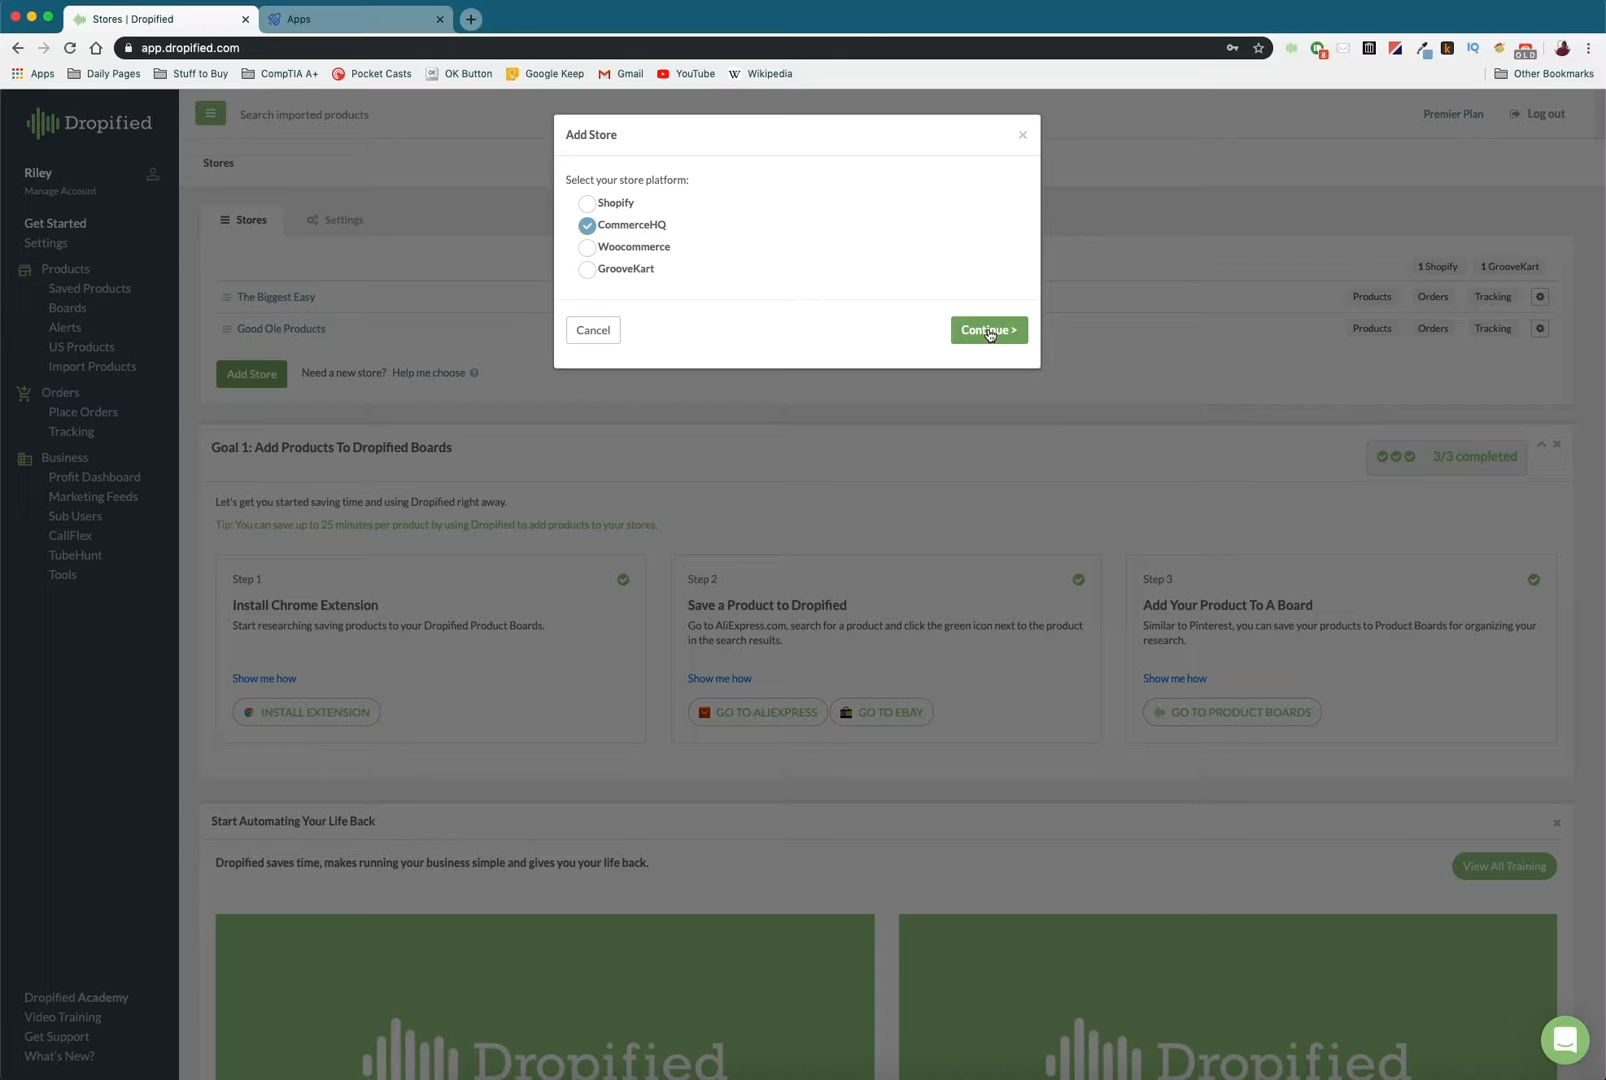 Stores | Dropified
Apps
app.dropified.com
Apps
Daily Pages
Stuff to Buy
CompTIA A+
Pocket Casts
OK Button
Google Keep
Gmail
YouTube
Wikipedia
Other Bookmarks
OLD
8
Dropified
Search imported products
Premier Plan
Log out
Riley
Manage Account
Stores
Get Started
Settings
Stores
Settings
Products
Saved Products
Boards
Alerts
US Products
Import Products
Orders
Place Orders
Tracking
Business
Profit Dashboard
Marketing Feeds
Sub Users
CallFlex
TubeHunt
Tools
Dropified Academy
Video Training
Get Support
What's New?
Add Store
×
Select your store platform:
Shopify
CommerceHQ
Woocommerce
GrooveKart
Cancel
Continue >
1 Shopify
1 GrooveKart
The Biggest Easy
Products
Orders
Tracking
Good Ole Products
Products
Orders
Tracking
Add Store
Need a new store?
Help me choose
Goal 1: Add Products To Dropified Boards
3/3 completed
Let's get you started saving time and using Dropified right away.
Tip: You can save up to 25 minutes per product by using Dropified to add products to your stores.
Step 1
Install Chrome Extension
Start researching saving products to your Dropified Product Boards.
Show me how
INSTALL EXTENSION
Step 2
Save a Product to Dropified
Go to AliExpress.com, search for a product and click the green icon next to the product
in the search results.
Show me how
GO TO ALIEXPRESS
GO TO EBAY
Step 3
Add Your Product To A Board
Similar to Pinterest, you can save your products to Product Boards for organizing your
research.
Show me how
GO TO PRODUCT BOARDS
Start Automating Your Life Back
Dropified saves time, makes running your business simple and gives you your life back.
View All Training
Dropified
Dropified